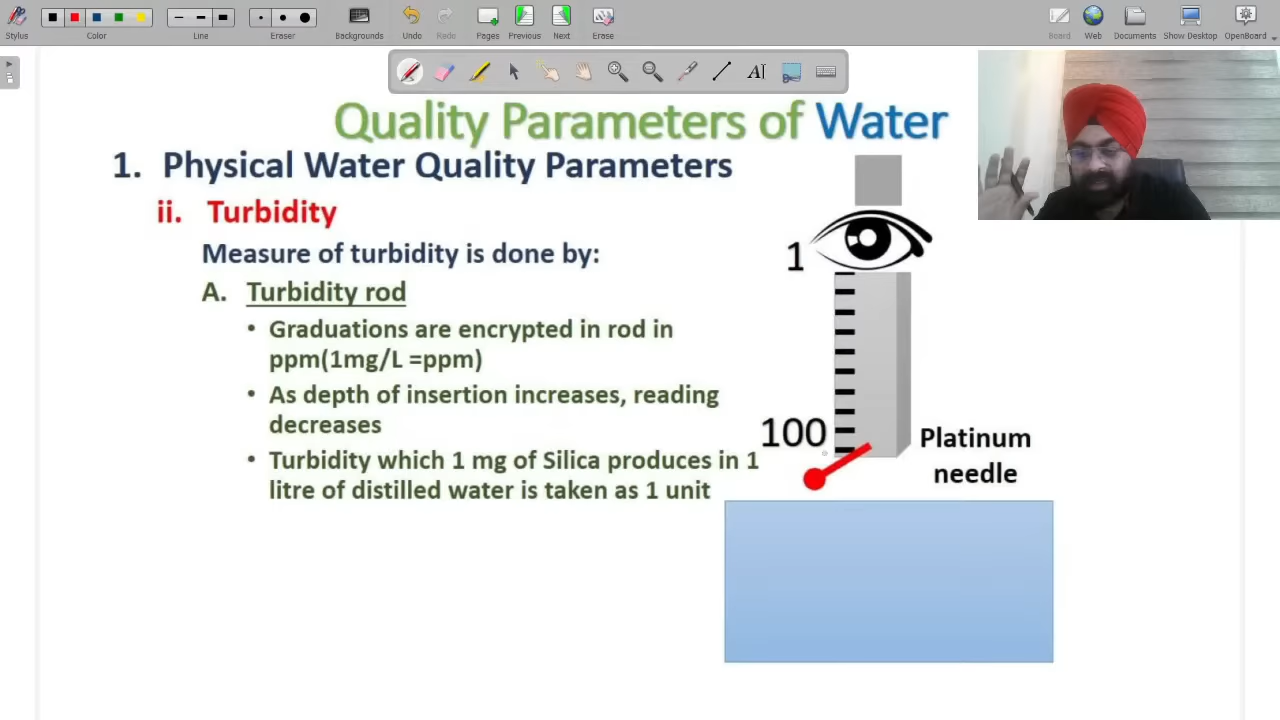 Stylus
Color
Line
Eraser
Backgrounds
Undo
Redo
Pages
Previous
Next
Erase
Board
Web
Documents
Show Desktop
OpenBoard
Quality Parameters of Water
1. Physical Water Quality Parameters
ii. Turbidity
Measure of turbidity is done by:
A. Turbidity rod
• Graduations are encrypted in rod in
ppm(1mg/L =ppm)
• As depth of insertion increases, reading
decreases
• Turbidity which 1 mg of Silica produces in 1
litre of distilled water is taken as 1 unit
1
100
Platinum
needle